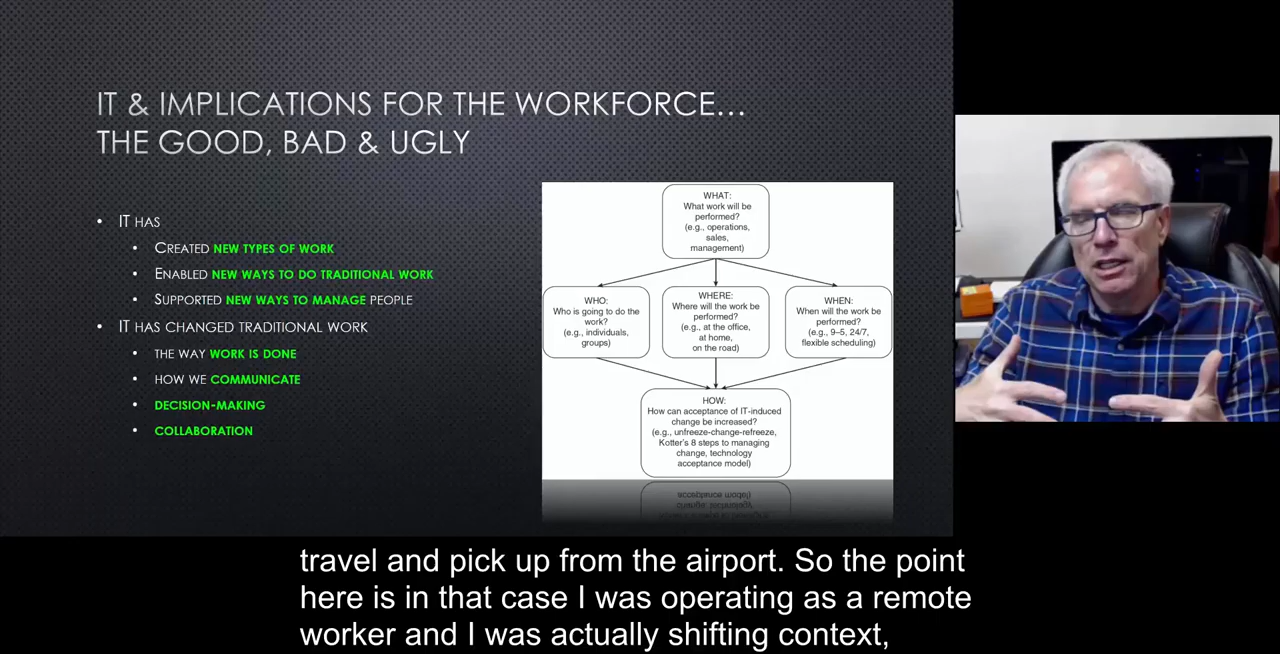 IT & IMPLICATIONS FOR THE WORKFORCE…
THE GOOD, BAD & UGLY
• IT HAS
• CREATED NEW TYPES OF WORK
• ENABLED NEW WAYS TO DO TRADITIONAL WORK
• SUPPORTED NEW WAYS TO MANAGE PEOPLE
• IT HAS CHANGED TRADITIONAL WORK
• THE WAY WORK IS DONE
• HOW WE COMMUNICATE
• DECISION-MAKING
• COLLABORATION
WHAT:
What work will be
performed?
(e.g., operations,
sales,
management)
WHO:
Who is going to do the
work?
(e.g., individuals,
groups)
WHERE:
Where will the work be
performed?
(e.g., at the office,
at home,
on the road)
WHEN:
When will the work be
performed?
(e.g., 9–5, 24/7,
flexible scheduling)
HOW:
How can acceptance of IT-induced
change be increased?
(e.g., unfreeze-change-refreeze,
Kotter's 8 steps to managing
change, technology
acceptance model)
travel and pick up from the airport. So the point
here is in that case I was operating as a remote
worker and I was actually shifting context,